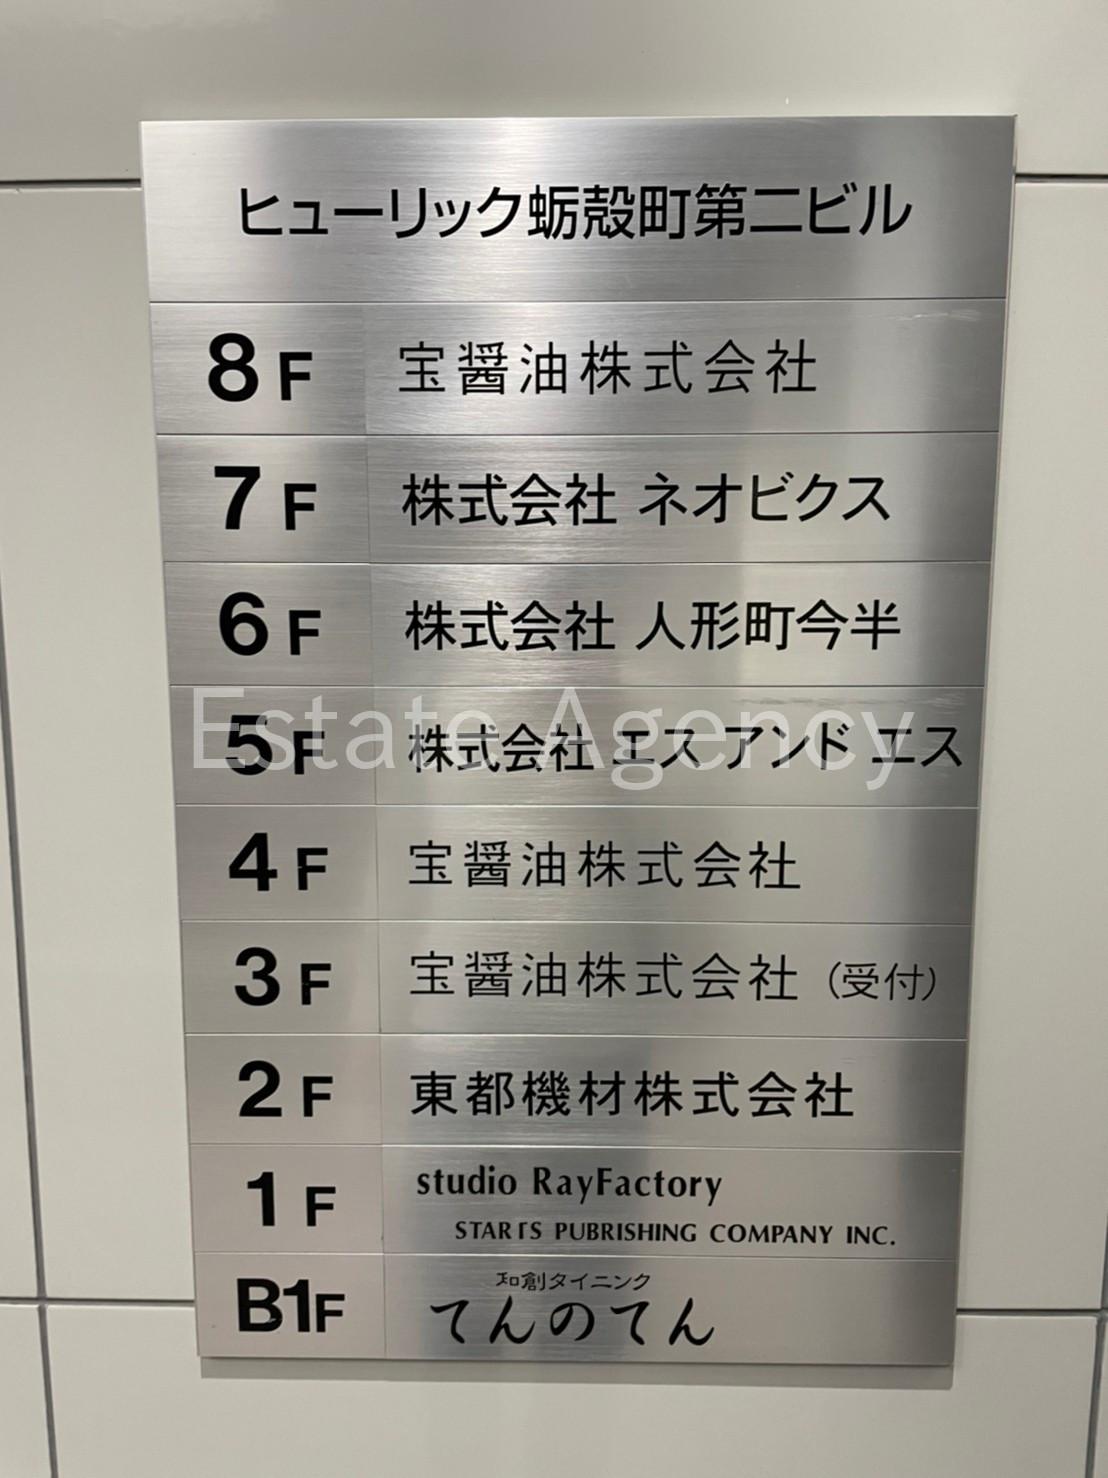 ヒューリック蛎殻町第二ビル
8F 宝醤油株式会社
7F 株式会社 ネオビクス
6F 株式会社 人形町今半
5F 株式会社 エス アンド エス
Estate Agency
4F 宝醤油株式会社
3F 宝醤油株式会社（受付）
2F 東都機材株式会社
1F studio RayFactory
STARTS PUBRISHING COMPANY INC.
和創タイニンク
B1F てんのてん